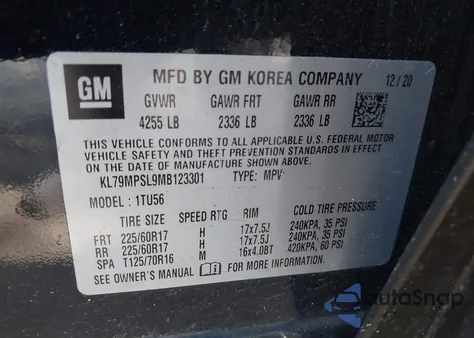 GM
MFD BY GM KOREA COMPANY 12/20
GVWR GAWR FRT GAWR RR
4255 LB 2336 LB 2336 LB
THIS VEHICLE CONFORMS TO ALL APPLICABLE U.S. FEDERAL MOTOR
VEHICLE SAFETY, BUMPER, AND THEFT PREVENTION STANDARDS IN
EFFECT ON THE DATE OF MANUFACTURE SHOWN ABOVE.
KL79MPSL9MB123301 TYPE: MPV
MODEL : 1TU56
TIRE SIZE SPEED RTG RIM COLD TIRE PRESSURE
FRT 225/60R17 H 17x7.5J 240KPA, 35 PSI
RR 225/60R17 H 17x7.5J 240KPA, 35 PSI
SPA T125/70R16 M 16x4.0BT 420KPA, 60 PSI
SEE OWNER'S MANUAL FOR MORE INFORMATION.
autoSnap